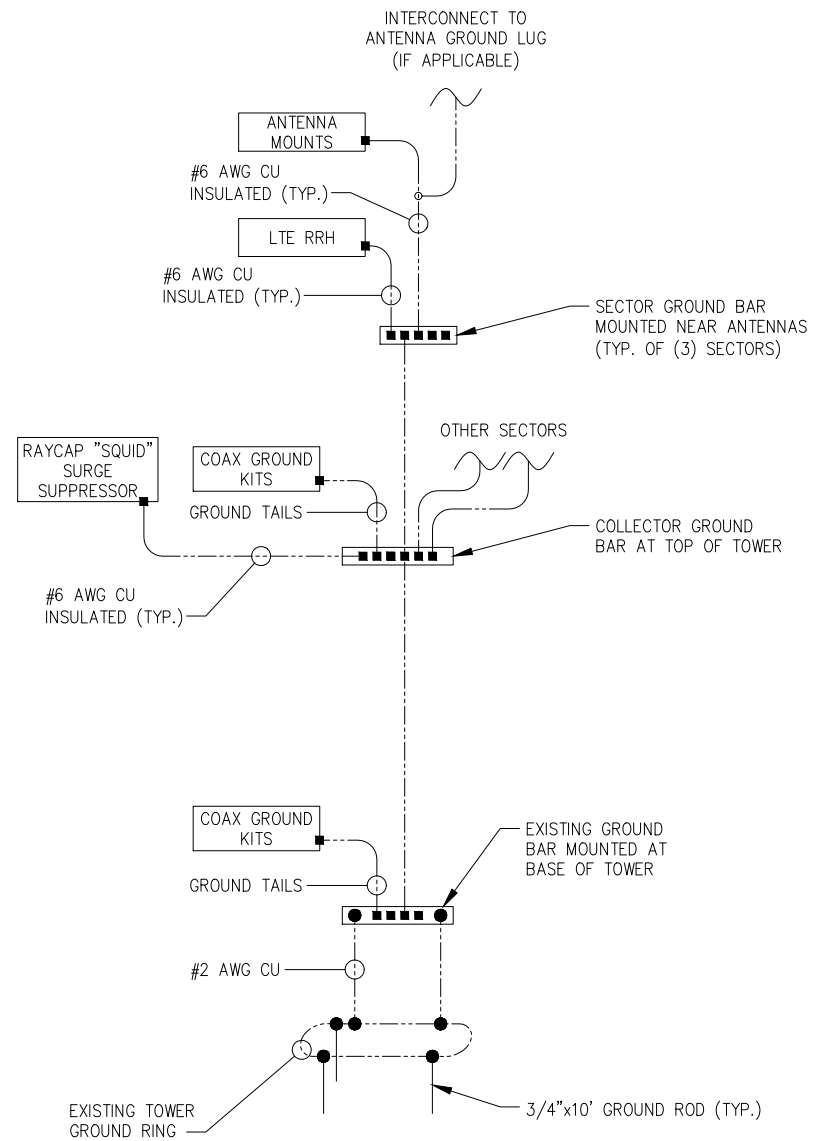 INTERCONNECT TO
ANTENNA GROUND LUG
(IF APPLICABLE)
ANTENNA
MOUNTS
#6 AWG CU
INSULATED (TYP.)
LTE RRH
#6 AWG CU
INSULATED (TYP.)
SECTOR GROUND BAR
MOUNTED NEAR ANTENNAS
(TYP. OF (3) SECTORS)
OTHER SECTORS
RAYCAP "SQUID"
SURGE
SUPPRESSOR
COAX GROUND
KITS
GROUND TAILS
COLLECTOR GROUND
BAR AT TOP OF TOWER
#6 AWG CU
INSULATED (TYP.)
COAX GROUND
KITS
GROUND TAILS
EXISTING GROUND
BAR MOUNTED AT
BASE OF TOWER
#2 AWG CU
EXISTING TOWER
GROUND RING
3/4"x10' GROUND ROD (TYP.)